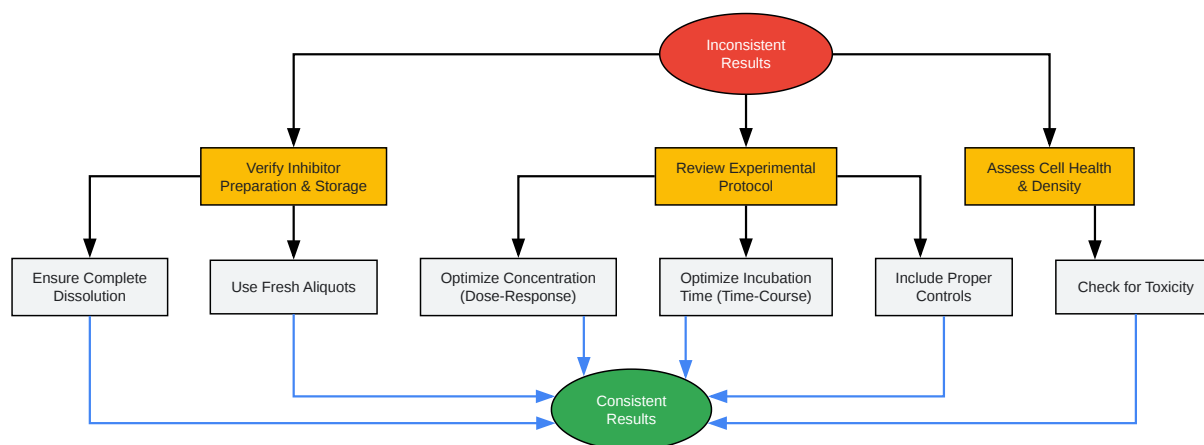 Inconsistent
Results
Verify Inhibitor
Preparation & Storage
Review Experimental
Protocol
Assess Cell Health
& Density
Ensure Complete
Dissolution
Use Fresh Aliquots
Optimize Concentration
(Dose-Response)
Optimize Incubation
Time (Time-Course)
Include Proper
Controls
Check for Toxicity
Consistent
Results